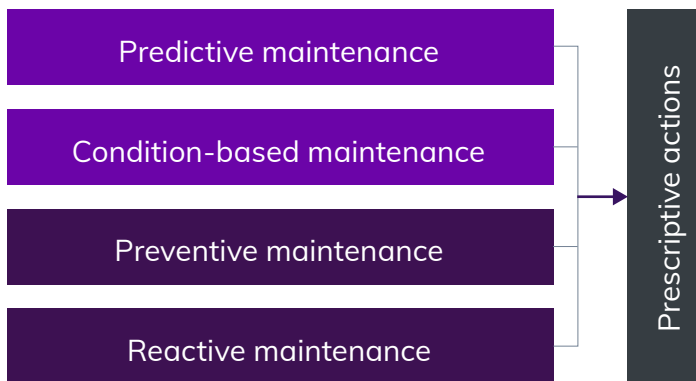 Predictive maintenance
Condition-based maintenance
Preventive maintenance
Reactive maintenance
Prescriptive actions